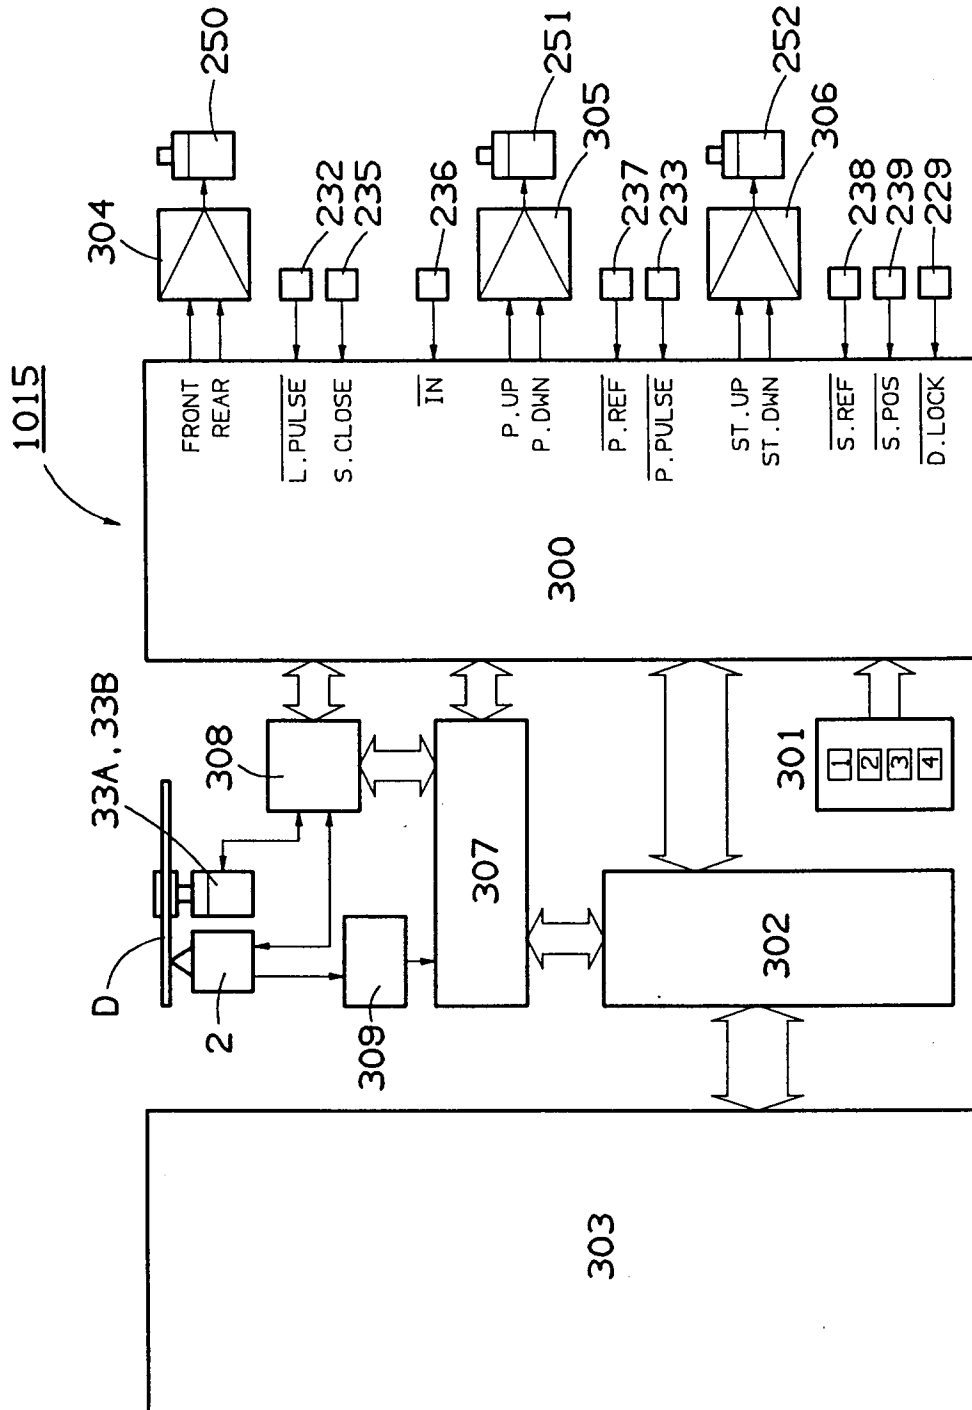 1015
304
250
FRONT
REAR
L.PULSE
232
S.CLOSE
235
IN
236
P.UP
P.DWN
251
305
P.REF
237
P.PULSE
233
ST.UP
ST.DWN
252
306
S.REF
238
S.POS
239
D.LOCK
229
300
D
33A, 33B
2
308
309
307
301
1
2
3
4
302
303